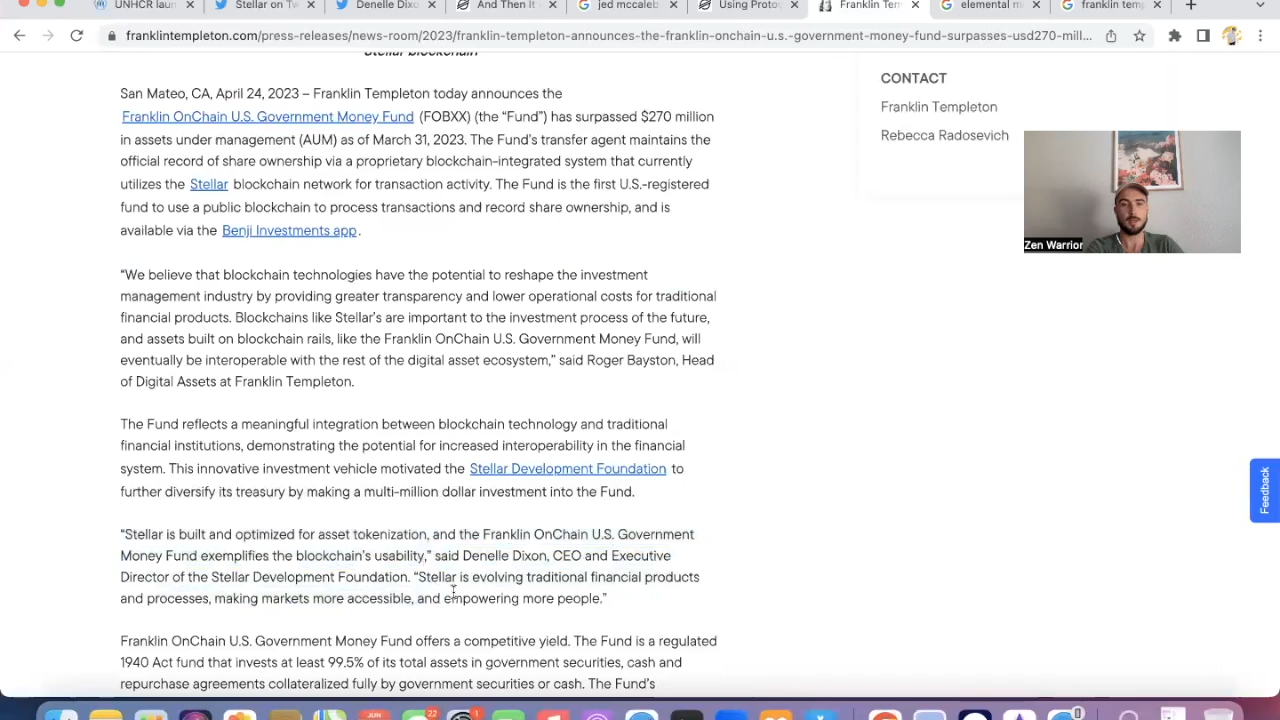 UNHCR laun
Stellar on Tw
Denelle Dixo
And Then It
jed mccaleb
Using Protoy
Franklin Tem
elemental m
franklin temp
franklintempleton.com/press-releases/news-room/2023/franklin-templeton-announces-the-franklin-onchain-u.s.-government-money-fund-surpasses-usd270-mill...
Stellar blockchain
San Mateo, CA, April 24, 2023 – Franklin Templeton today announces the
Franklin OnChain U.S. Government Money Fund (FOBXX) (the “Fund”) has surpassed $270 million
in assets under management (AUM) as of March 31, 2023. The Fund’s transfer agent maintains the
official record of share ownership via a proprietary blockchain-integrated system that currently
utilizes the Stellar blockchain network for transaction activity. The Fund is the first U.S.-registered
fund to use a public blockchain to process transactions and record share ownership, and is
available via the Benji Investments app.
“We believe that blockchain technologies have the potential to reshape the investment
management industry by providing greater transparency and lower operational costs for traditional
financial products. Blockchains like Stellar’s are important to the investment process of the future,
and assets built on blockchain rails, like the Franklin OnChain U.S. Government Money Fund, will
eventually be interoperable with the rest of the digital asset ecosystem,” said Roger Bayston, Head
of Digital Assets at Franklin Templeton.
The Fund reflects a meaningful integration between blockchain technology and traditional
financial institutions, demonstrating the potential for increased interoperability in the financial
system. This innovative investment vehicle motivated the Stellar Development Foundation to
further diversify its treasury by making a multi-million dollar investment into the Fund.
“Stellar is built and optimized for asset tokenization, and the Franklin OnChain U.S. Government
Money Fund exemplifies the blockchain’s usability,” said Denelle Dixon, CEO and Executive
Director of the Stellar Development Foundation. “Stellar is evolving traditional financial products
and processes, making markets more accessible, and empowering more people.”
Franklin OnChain U.S. Government Money Fund offers a competitive yield. The Fund is a regulated
1940 Act fund that invests at least 99.5% of its total assets in government securities, cash and
repurchase agreements collateralized fully by government securities or cash. The Fund’s
CONTACT
Franklin Templeton
Rebecca Radosevich
Zen Warrior
Feedback
JUN
22
1